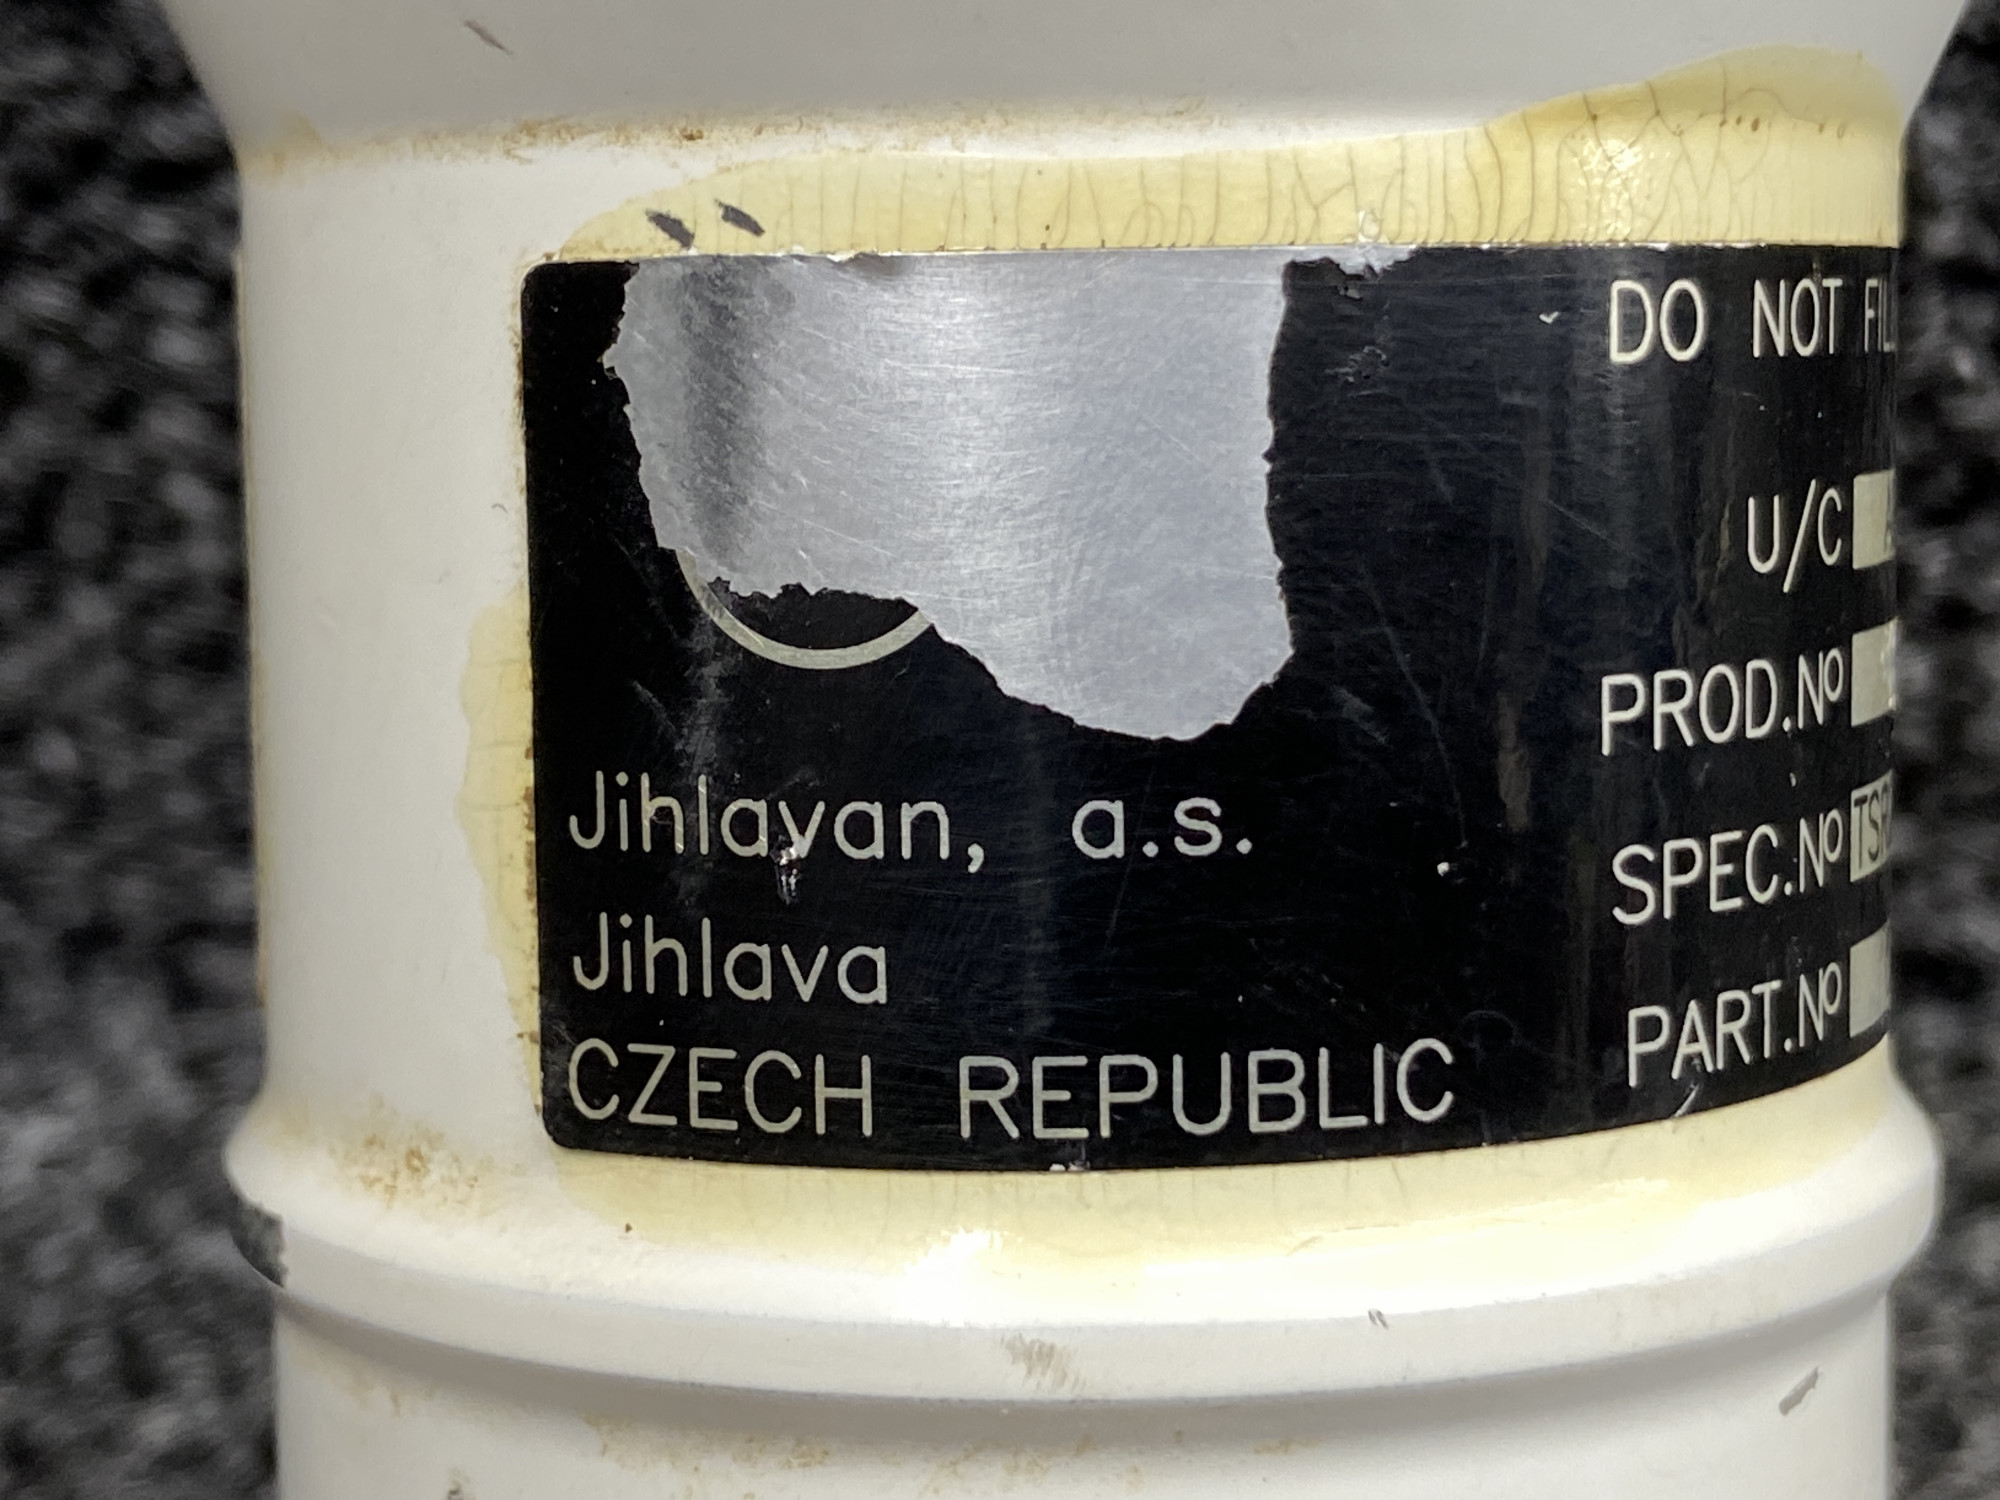 Jihlavan, a.s.
Jihlava
CZECH REPUBLIC
DO NOT
U/C
PROD.No
SPEC.No
PART.No